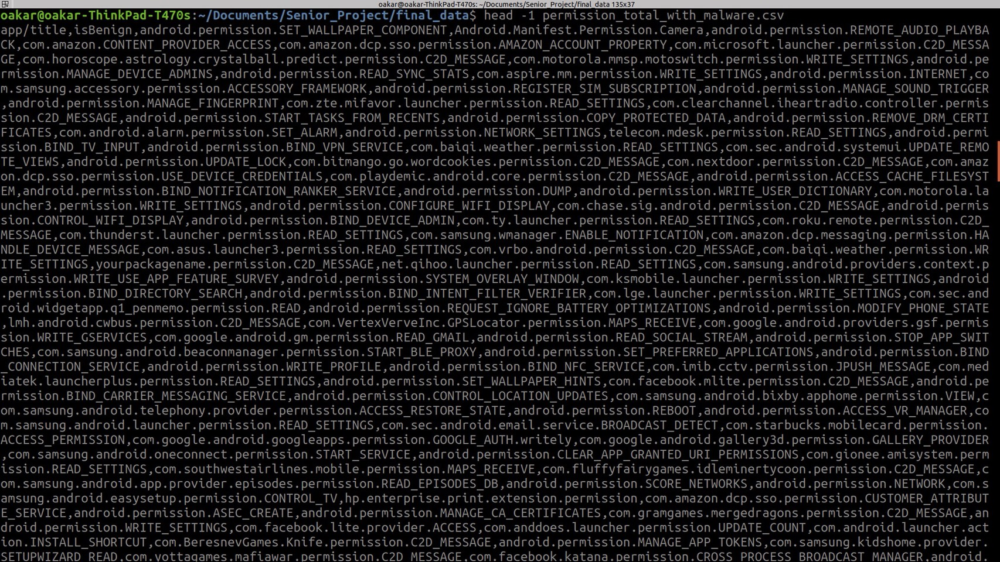 oakar@oakar-ThinkPad-T470s: ~/Documents/Senior_Project/final_data 135x37
oakar@oakar-ThinkPad-T470s:~/Documents/Senior_Project/final_data$ head -1 permission_total_with_malware.csv
app/title,isBenign,android.permission.SET_WALLPAPER_COMPONENT,Android.Manifest.Permission.Camera,android.permission.REMOTE_AUDIO_PLAYBA
CK,com.amazon.CONTENT_PROVIDER_ACCESS,com.amazon.dcp.sso.permission.AMAZON_ACCOUNT_PROPERTY,com.microsoft.launcher.permission.C2D_MESSA
GE,com.horoscope.astrology.crystalball.predict.permission.C2D_MESSAGE,com.motorola.mmsp.motoswitch.permission.WRITE_SETTINGS,android.pe
rmission.MANAGE_DEVICE_ADMINS,android.permission.READ_SYNC_STATS,com.aspire.mm.permission.WRITE_SETTINGS,android.permission.INTERNET,co
m.samsung.accessory.permission.ACCESSORY_FRAMEWORK,android.permission.REGISTER_SIM_SUBSCRIPTION,android.permission.MANAGE_SOUND_TRIGGER
,android.permission.MANAGE_FINGERPRINT,com.zte.mifavor.launcher.permission.READ_SETTINGS,com.clearchannel.iheartradio.controller.permis
sion.C2D_MESSAGE,android.permission.START_TASKS_FROM_RECENTS,android.permission.COPY_PROTECTED_DATA,android.permission.REMOVE_DRM_CERTI
FICATES,com.android.alarm.permission.SET_ALARM,android.permission.NETWORK_SETTINGS,telecom.mdesk.permission.READ_SETTINGS,android.permi
ssion.BIND_TV_INPUT,android.permission.BIND_VPN_SERVICE,com.baiqi.weather.permission.READ_SETTINGS,com.sec.android.systemui.UPDATE_REMO
TE_VIEWS,android.permission.UPDATE_LOCK,com.bitmango.go.wordcookies.permission.C2D_MESSAGE,com.nextdoor.permission.C2D_MESSAGE,com.amaz
on.dcp.sso.permission.USE_DEVICE_CREDENTIALS,com.playdemic.android.core.permission.C2D_MESSAGE,android.permission.ACCESS_CACHE_FILESYST
EM,android.permission.BIND_NOTIFICATION_RANKER_SERVICE,android.permission.DUMP,android.permission.WRITE_USER_DICTIONARY,com.motorola.la
uncher3.permission.WRITE_SETTINGS,android.permission.CONFIGURE_WIFI_DISPLAY,com.chase.sig.android.permission.C2D_MESSAGE,android.permis
sion.CONTROL_WIFI_DISPLAY,android.permission.BIND_DEVICE_ADMIN,com.ty.launcher.permission.READ_SETTINGS,com.roku.remote.permission.C2D_
MESSAGE,com.thunderst.launcher.permission.READ_SETTINGS,com.samsung.wmanager.ENABLE_NOTIFICATION,com.amazon.dcp.messaging.permission.HA
NDLE_DEVICE_MESSAGE,com.asus.launcher3.permission.READ_SETTINGS,com.vrbo.android.permission.C2D_MESSAGE,com.baiqi.weather.permission.WR
ITE_SETTINGS,yourpackagename.permission.C2D_MESSAGE,net.qihoo.launcher.permission.READ_SETTINGS,com.samsung.android.providers.context.p
ermission.WRITE_USE_APP_FEATURE_SURVEY,android.permission.SYSTEM_OVERLAY_WINDOW,com.ksmobile.launcher.permission.WRITE_SETTINGS,android
.permission.BIND_DIRECTORY_SEARCH,android.permission.BIND_INTENT_FILTER_VERIFIER,com.lge.launcher.permission.WRITE_SETTINGS,com.sec.and
roid.widgetapp.q1_penmemo.permission.READ,android.permission.REQUEST_IGNORE_BATTERY_OPTIMIZATIONS,android.permission.MODIFY_PHONE_STATE
,lmh.android.cwbus.permission.C2D_MESSAGE,com.VertexVerveInc.GPSLocator.permission.MAPS_RECEIVE,com.google.android.providers.gsf.permis
sion.WRITE_GSERVICES,com.google.android.gm.permission.READ_GMAIL,android.permission.READ_SOCIAL_STREAM,android.permission.STOP_APP_SWIT
CHES,com.samsung.android.beaconmanager.permission.START_BLE_PROXY,android.permission.SET_PREFERRED_APPLICATIONS,android.permission.BIND
_CONNECTION_SERVICE,android.permission.WRITE_PROFILE,android.permission.BIND_NFC_SERVICE,com.imib.cctv.permission.JPUSH_MESSAGE,com.med
iatek.launcherplus.permission.READ_SETTINGS,android.permission.SET_WALLPAPER_HINTS,com.facebook.mlite.permission.C2D_MESSAGE,android.pe
rmission.BIND_CARRIER_MESSAGING_SERVICE,android.permission.CONTROL_LOCATION_UPDATES,com.samsung.android.bixby.apphome.permission.VIEW,c
om.samsung.android.telephony.provider.permission.ACCESS_RESTORE_STATE,android.permission.REBOOT,android.permission.ACCESS_VR_MANAGER,co
m.samsung.android.launcher.permission.READ_SETTINGS,com.sec.android.email.service.BROADCAST_DETECT,com.starbucks.mobilecard.permission.
ACCESS_PERMISSION,com.google.android.googleapps.permission.GOOGLE_AUTH.writely,com.google.android.gallery3d.permission.GALLERY_PROVIDER
,com.samsung.android.oneconnect.permission.START_SERVICE,android.permission.CLEAR_APP_GRANTED_URI_PERMISSIONS,com.gionee.amisystem.perm
ission.READ_SETTINGS,com.southwestairlines.mobile.permission.MAPS_RECEIVE,com.fluffyfairygames.idleminertycoon.permission.C2D_MESSAGE,c
om.samsung.android.app.provider.episodes.permission.READ_EPISODES_DB,android.permission.SCORE_NETWORKS,android.permission.NETWORK,com.s
amsung.android.easysetup.permission.CONTROL_TV,hp.enterprise.print.extension.permission,com.amazon.dcp.sso.permission.CUSTOMER_ATTRIBUT
E_SERVICE,android.permission.ASEC_CREATE,android.permission.MANAGE_CA_CERTIFICATES,com.gramgames.mergedragons.permission.C2D_MESSAGE,an
droid.permission.WRITE_SETTINGS,com.facebook.lite.provider.ACCESS,com.anddoes.launcher.permission.UPDATE_COUNT,com.android.launcher.act
ion.INSTALL_SHORTCUT,com.BeresnevGames.Knife.permission.C2D_MESSAGE,android.permission.MANAGE_APP_TOKENS,com.samsung.kidshome.provider.
SETUPWIZARD_READ,com.yottagames.mafiawar.permission.C2D_MESSAGE,com.facebook.katana.permission.CROSS_PROCESS_BROADCAST_MANAGER,android.